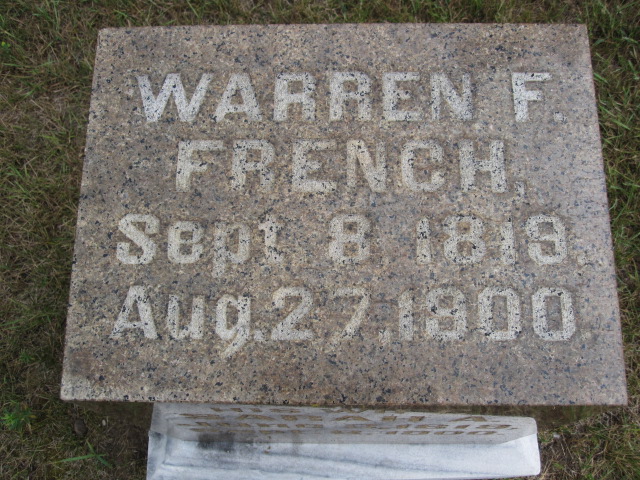 WARREN F.
FRENCH,
Sept. 8, 1819,
Aug. 27, 1900